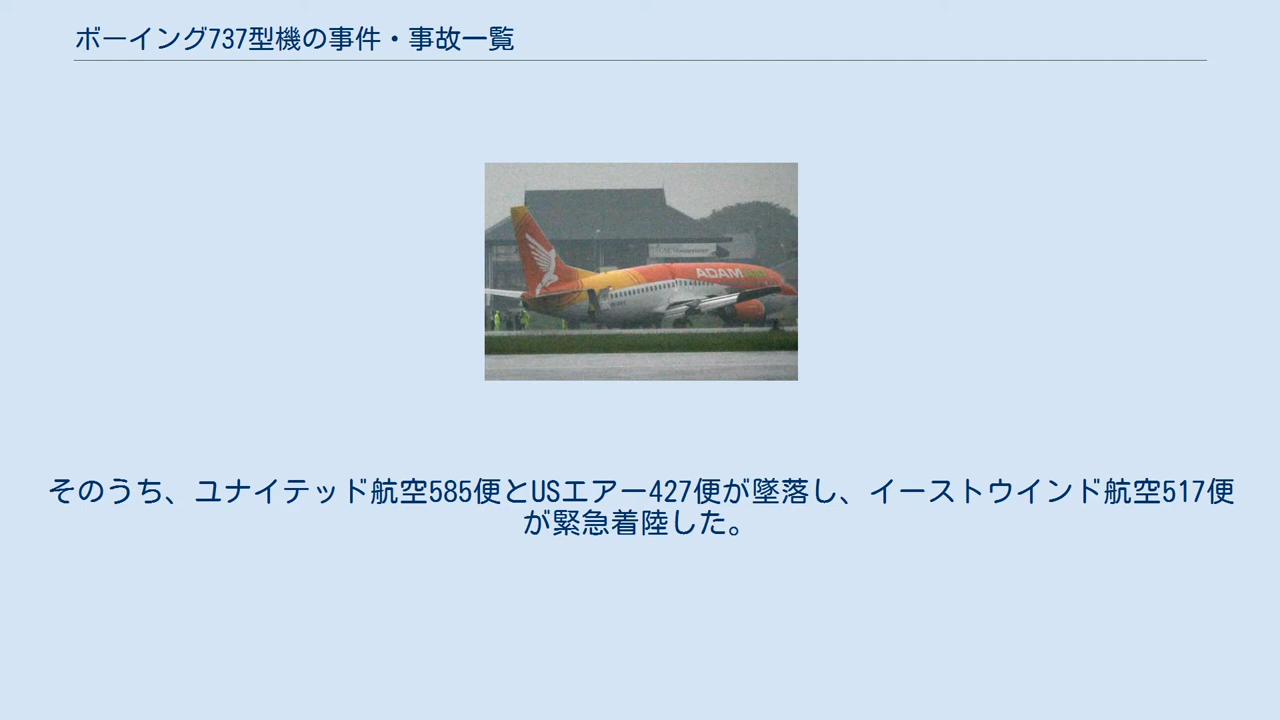 ボーイング737型機の事件・事故一覧
ADAM
そのうち、ユナイテッド航空585便とUSエアー427便が墜落し、イーストウインド航空517便
が緊急着陸した。